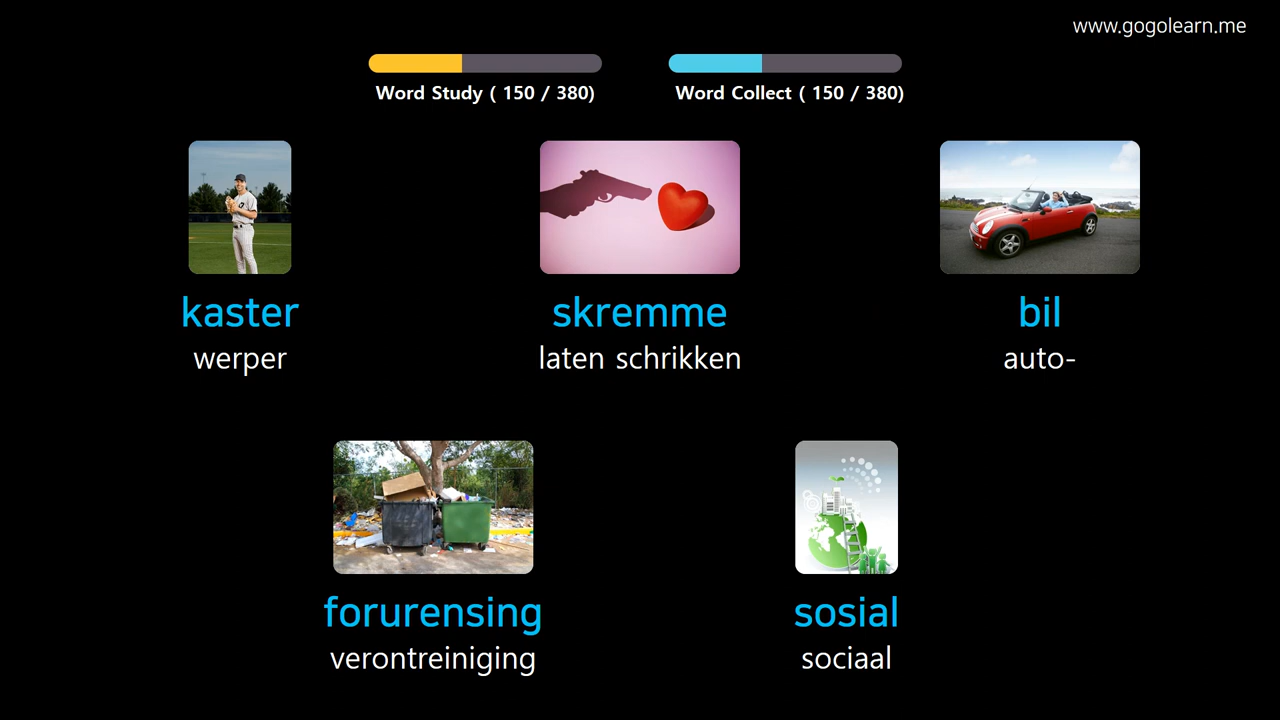 www.gogolearn.me
Word Study ( 150 / 380)
Word Collect ( 150 / 380)
kaster
werper
skremme
laten schrikken
bil
auto-
forurensing
verontreiniging
sosial
sociaal